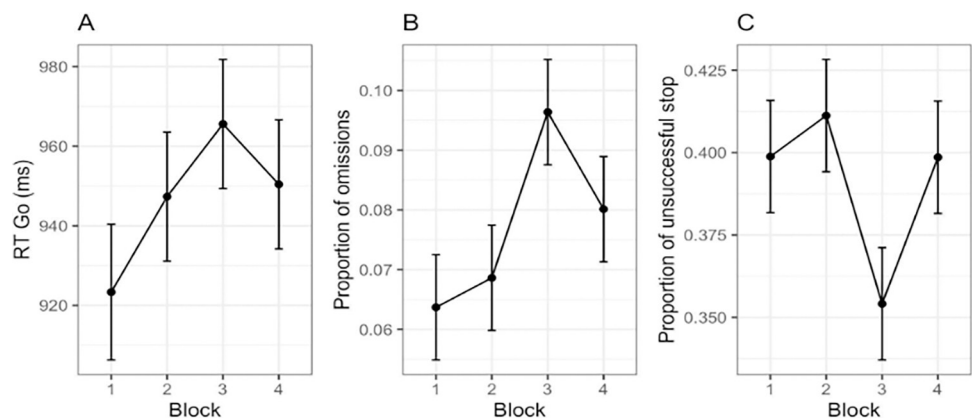 A
RT Go (ms)
980
960
940
920
1 2 3 4
Block
B
Proportion of omissions
0.10
0.09
0.08
0.07
0.06
1 2 3 4
Block
C
Proportion of unsuccessful stop
0.425
0.400
0.375
0.350
1 2 3 4
Block